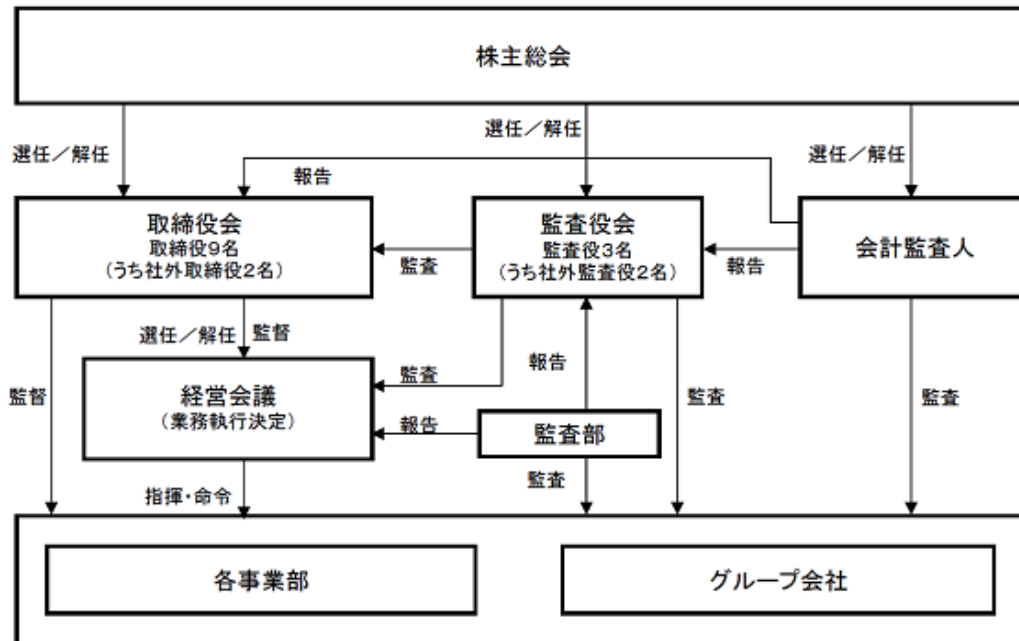 株主総会
選任／解任
選任／解任
選任／解任
報告
取締役会
取締役9名
（うち社外取締役2名）
監査
監査役会
監査役3名
（うち社外監査役2名）
報告
会計監査人
選任／解任
監督
監督
経営会議
（業務執行決定）
監査
報告
報告
監査部
監査
監査
監査
指揮・命令
各事業部
グループ会社